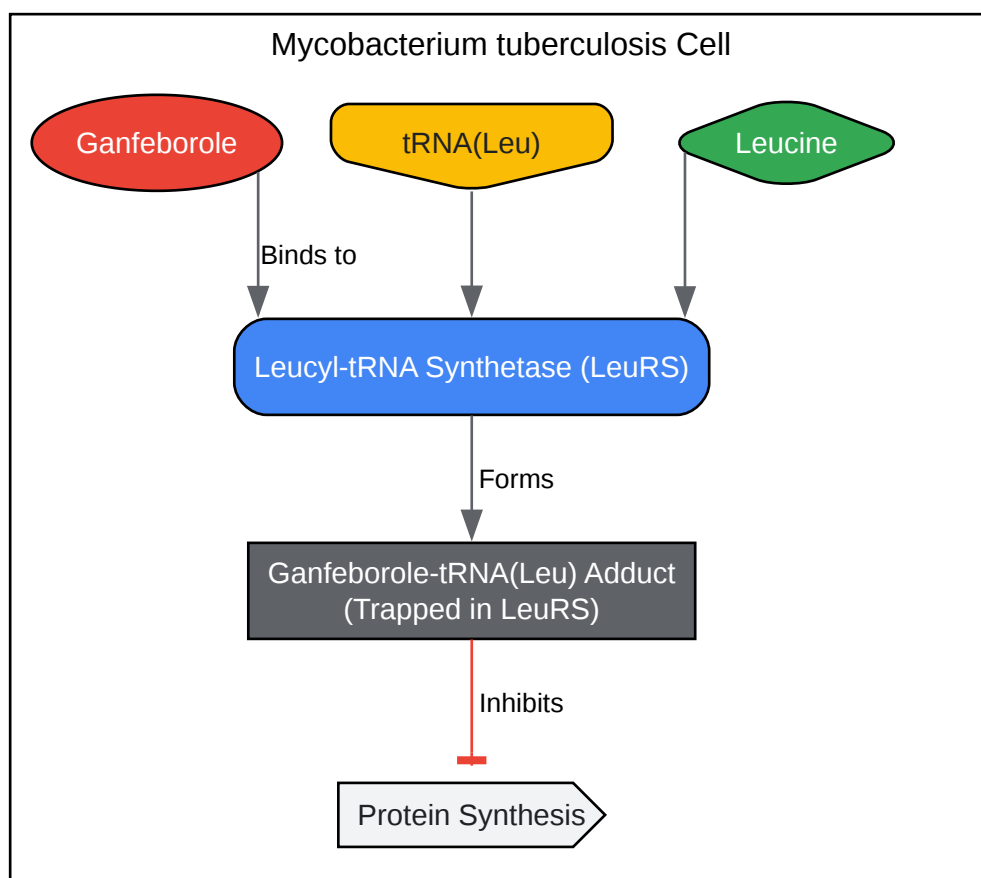 Mycobacterium tuberculosis Cell
Ganfeborole
tRNA(Leu)
Leucine
Binds to
Leucyl-tRNA Synthetase (LeuRS)
Forms
Ganfeborole-tRNA(Leu) Adduct
(Trapped in LeuRS)
Inhibits
Protein Synthesis